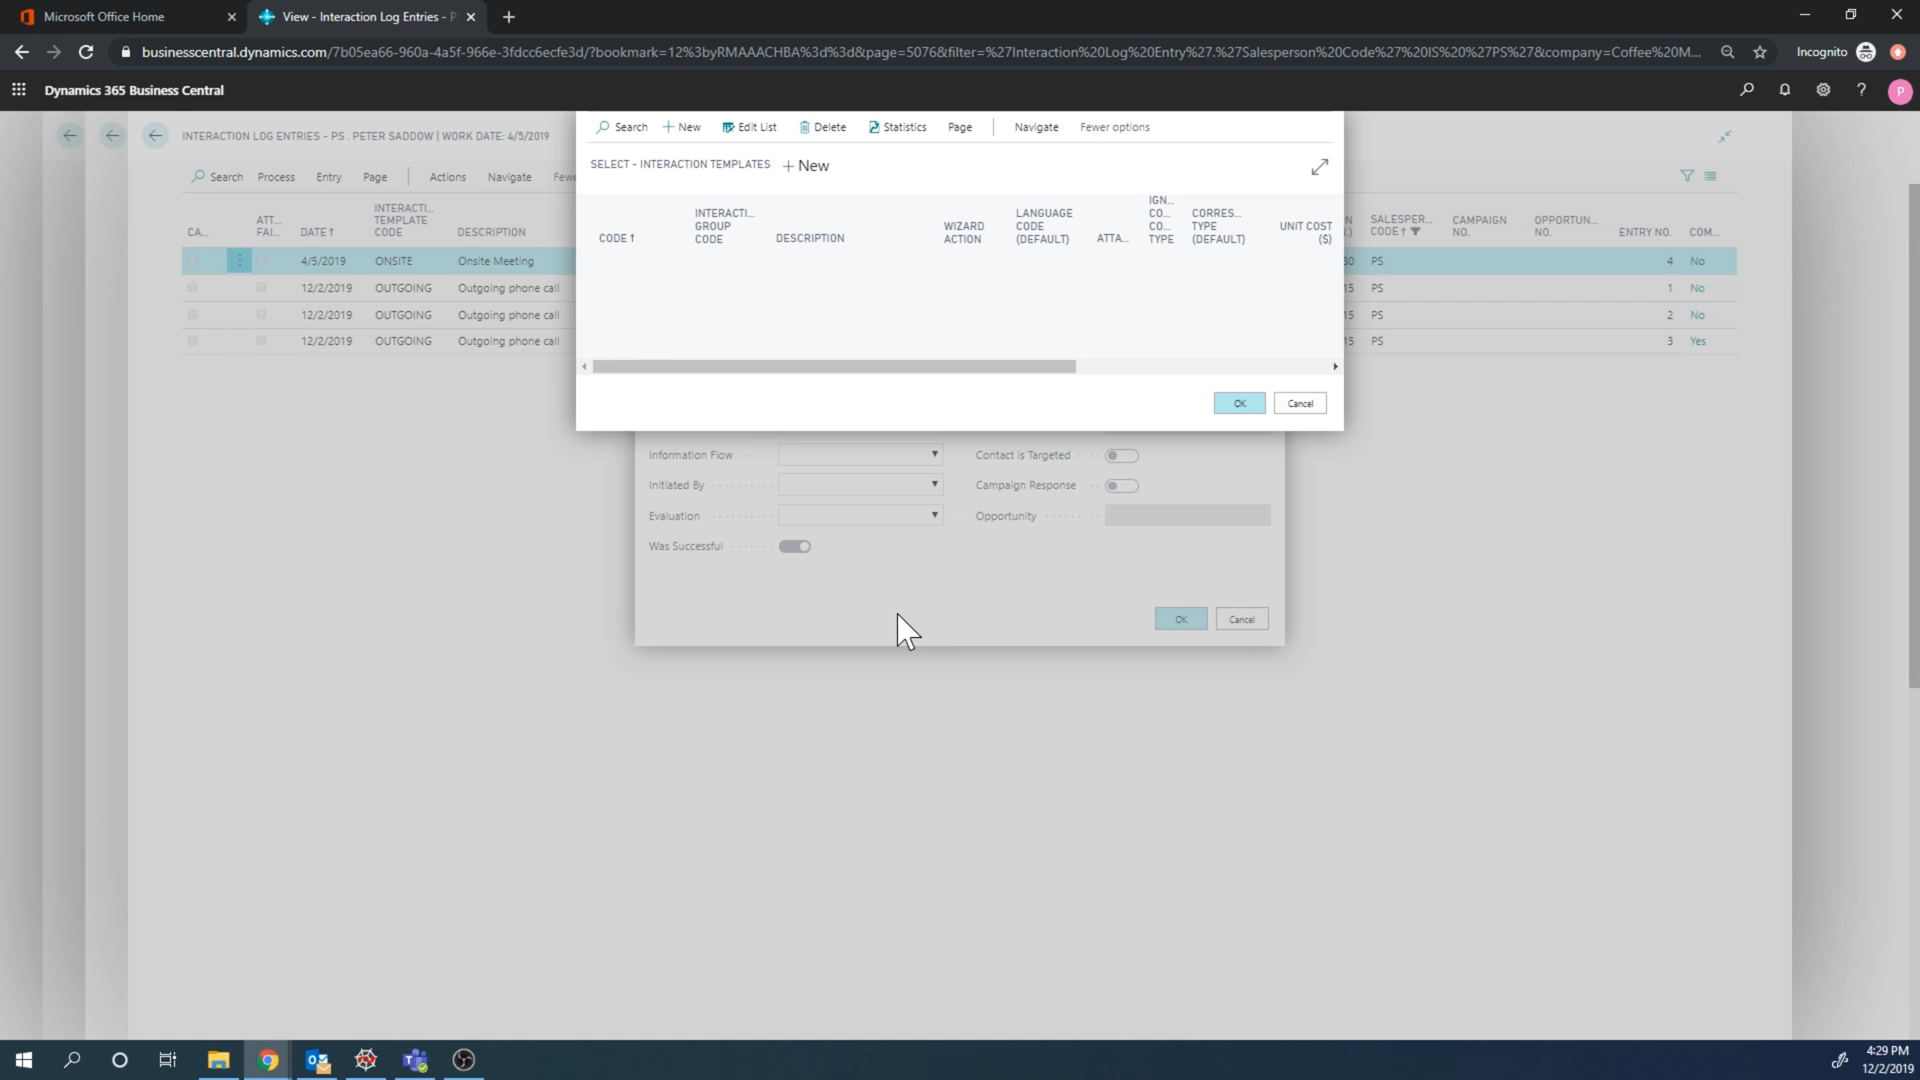 Microsoft Office Home
View - Interaction Log Entries - P
businesscentral.dynamics.com/7b05ea66-960a-4a5f-966e-3fdcc6ecfe3d/?bookmark=12%3byRMAAACHBA%3d%3d&page=5076&filter=%27Interaction%20Log%20Entry%27.%27Salesperson%20Code%27%20IS%20%27PS%27&company=Coffee%20M...
Incognito
Dynamics 365 Business Central
?
P
INTERACTION LOG ENTRIES - PS . PETER SADDOW | WORK DATE: 4/5/2019
Search Process Entry Page Actions Navigate Fewe
Search New Edit List Delete Statistics Page Navigate Fewer options
SELECT - INTERACTION TEMPLATES + New
CODE ↑
INTERACTI...
GROUP
CODE
DESCRIPTION
WIZARD
ACTION
LANGUAGE
CODE
(DEFAULT)
ATTA...
IGN...
CO...
CO...
TYPE
CORRES...
TYPE
(DEFAULT)
UNIT COST
($)
OK Cancel
CA...
ATT...
FAI...
DATE ↑
INTERACTI...
TEMPLATE
CODE
DESCRIPTION
N
.)
SALESPER...
CODE ↑
CAMPAIGN
NO.
OPPORTUN...
NO.
ENTRY NO.
COM...
4/5/2019 ONSITE Onsite Meeting 60 PS 4 No
12/2/2019 OUTGOING Outgoing phone call 15 PS 1 No
12/2/2019 OUTGOING Outgoing phone call 15 PS 2 No
12/2/2019 OUTGOING Outgoing phone call 15 PS 3 Yes
Information Flow Contact is Targeted
Initiated By Campaign Response
Evaluation Opportunity
Was Successful
OK Cancel
4:29 PM
12/2/2019